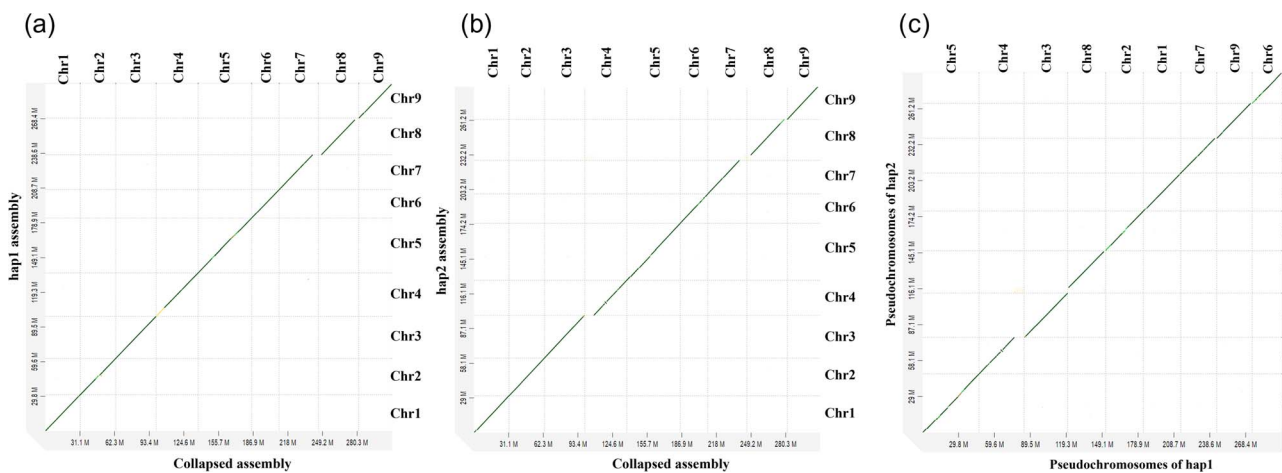 (a)
Chr1 Chr2 Chr3 Chr4 Chr5 Chr6 Chr7 Chr8 Chr9
hap1 assembly
268.4 M
238.6 M
208.7 M
178.9 M
149.1 M
119.3 M
89.5 M
59.6 M
29.8 M
Chr9
Chr8
Chr7
Chr6
Chr5
Chr4
Chr3
Chr2
Chr1
31.1 M 62.3 M 93.4 M 124.6 M 155.7 M 186.9 M 218 M 249.2 M 280.3 M
Collapsed assembly
(b)
Chr1 Chr2 Chr3 Chr4 Chr5 Chr6 Chr7 Chr8 Chr9
hap2 assembly
261.2 M
232.2 M
203.2 M
174.2 M
145.1 M
116.1 M
87.1 M
58.1 M
29 M
Chr9
Chr8
Chr7
Chr6
Chr5
Chr4
Chr3
Chr2
Chr1
31.1 M 62.3 M 93.4 M 124.6 M 155.7 M 186.9 M 218 M 249.2 M 280.3 M
Collapsed assembly
(c)
Chr5 Chr4 Chr3 Chr8 Chr2 Chr1 Chr7 Chr9 Chr6
Pseudochromosomes of hap2
261.2 M
232.2 M
203.2 M
174.2 M
145.1 M
116.1 M
87.1 M
58.1 M
29 M
29.8 M 59.6 M 89.5 M 119.3 M 149.1 M 178.9 M 208.7 M 238.6 M 268.4 M
Pseudochromosomes of hap1